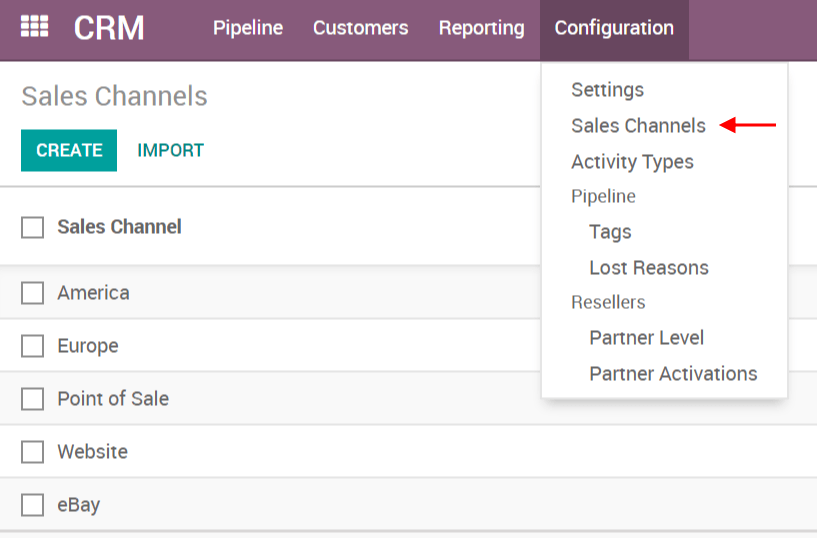 CRM Pipeline Customers Reporting Configuration
Sales Channels
CREATE IMPORT
Sales Channel
America
Europe
Point of Sale
Website
eBay
Settings
Sales Channels
Activity Types
Pipeline
Tags
Lost Reasons
Resellers
Partner Level
Partner Activations